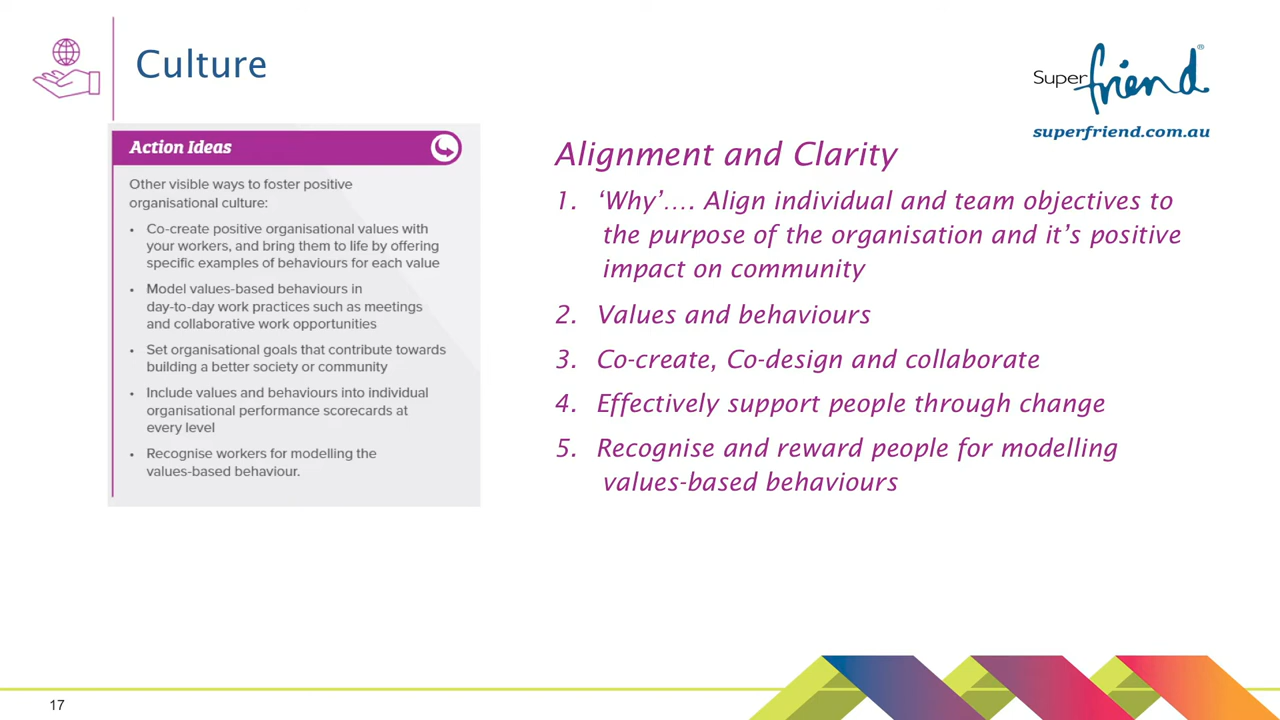 Culture
Super friend®
superfriend.com.au
Action Ideas
Other visible ways to foster positive
organisational culture:
• Co-create positive organisational values with
your workers, and bring them to life by offering
specific examples of behaviours for each value
• Model values-based behaviours in
day-to-day work practices such as meetings
and collaborative work opportunities
• Set organisational goals that contribute towards
building a better society or community
• Include values and behaviours into individual
organisational performance scorecards at
every level
• Recognise workers for modelling the
values-based behaviour.
Alignment and Clarity
1. ‘Why’…. Align individual and team objectives to
the purpose of the organisation and it’s positive
impact on community
2. Values and behaviours
3. Co-create, Co-design and collaborate
4. Effectively support people through change
5. Recognise and reward people for modelling
values-based behaviours
17